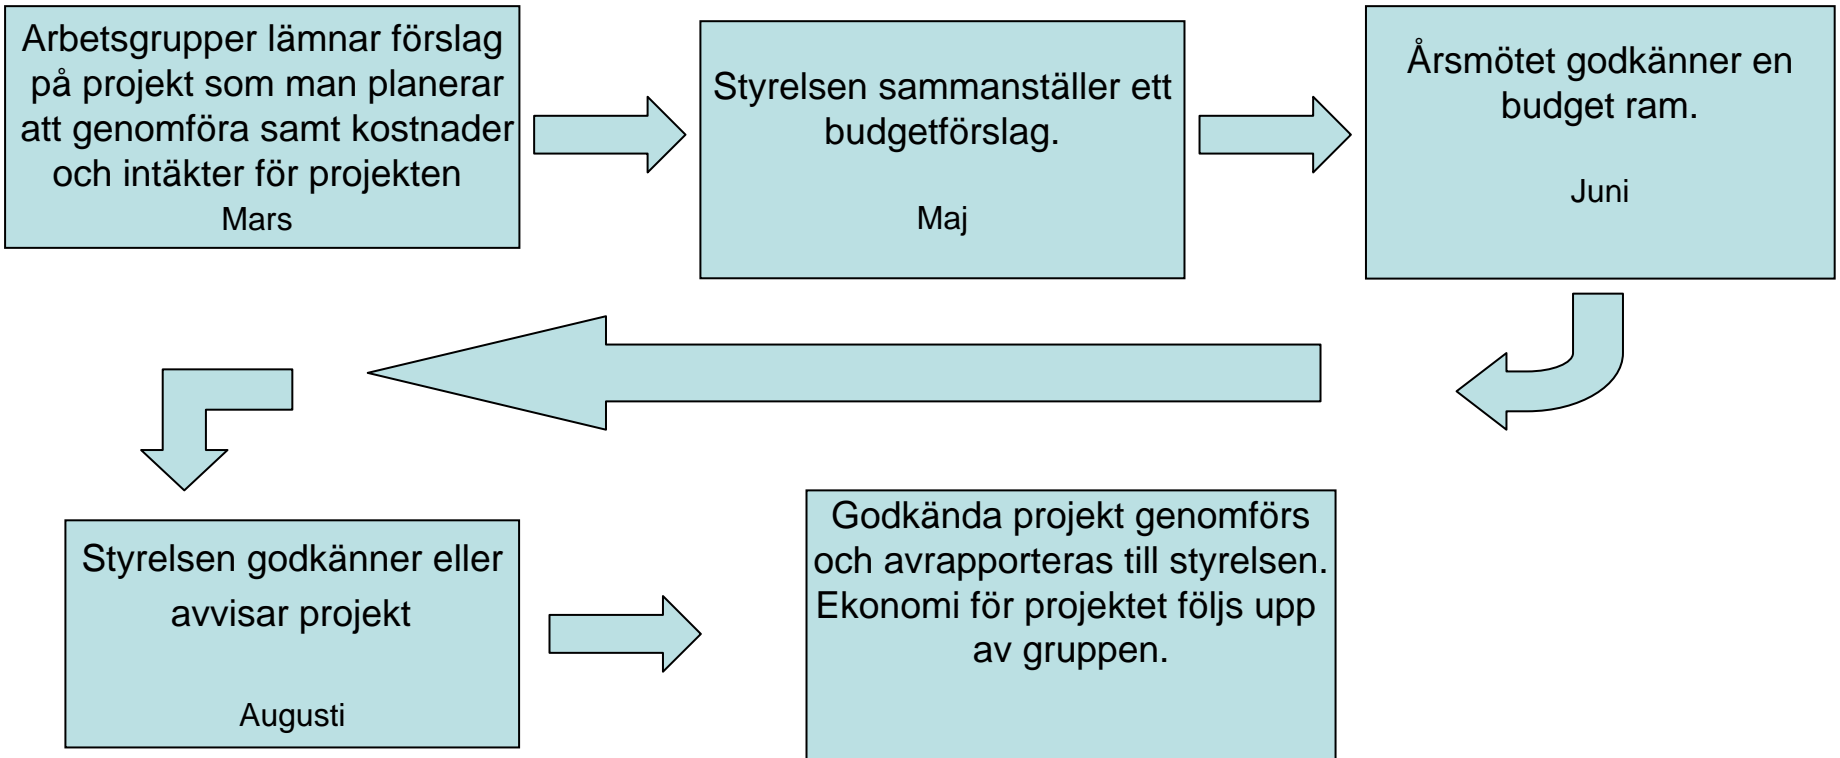 Arbetsgrupper lämnar förslag
på projekt som man planerar
att genomföra samt kostnader
och intäkter för projekten
Mars
Styrelsen sammanställer ett
budgetförslag.
Maj
Årsmötet godkänner en
budget ram.
Juni
Styrelsen godkänner eller
avvisar projekt
Augusti
Godkända projekt genomförs
och avrapporteras till styrelsen.
Ekonomi för projektet följs upp
av gruppen.